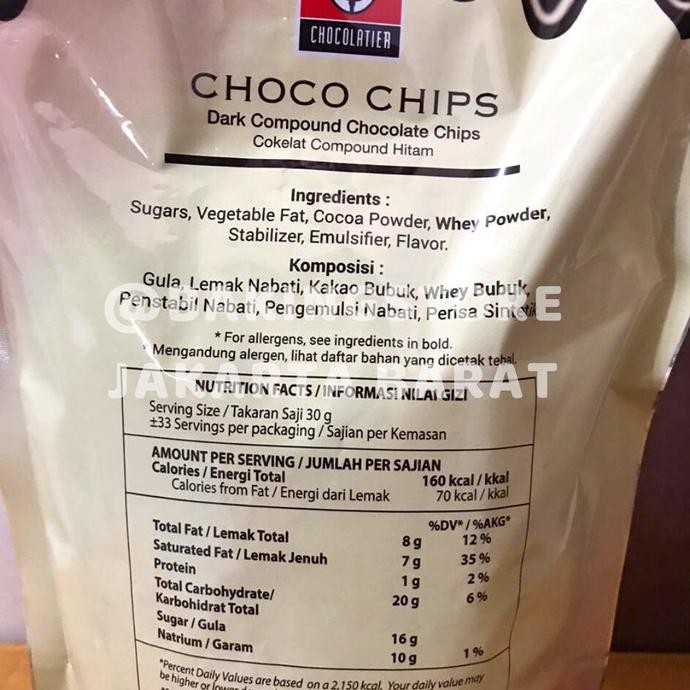 CHOCOLATIER
CHOCO CHIPS
Dark Compound Chocolate Chips
Cokelat Compound Hitam
Ingredients :
Sugars, Vegetable Fat, Cocoa Powder, Whey Powder,
Stabilizer, Emulsifier, Flavor.
Komposisi :
Gula, Lemak Nabati, Kakao Bubuk, Whey Bubuk,
Penstabil Nabati, Pengemulsi Nabati, Perisa Sintetik
* For allergens, see ingredients in bold.
* Mengandung alergen, lihat daftar bahan yang dicetak tebal.
JAKARTA BARAT
NUTRITION FACTS / INFORMASI NILAI GIZI
Serving Size / Takaran Saji 30 g
±33 Servings per packaging / Sajian per Kemasan
AMOUNT PER SERVING / JUMLAH PER SAJIAN
Calories / Energi Total 160 kcal / kkal
Calories from Fat / Energi dari Lemak 70 kcal / kkal
%DV* / %AKG*
Total Fat / Lemak Total 8 g 12 %
Saturated Fat / Lemak Jenuh 7 g 35 %
Protein 1 g 2 %
Total Carbohydrate/
Karbohidrat Total 20 g 6 %
Sugar / Gula 16 g
Natrium / Garam 10 g 1 %
*Percent Daily Values are based on a 2,150 kcal. Your daily value may
be higher or